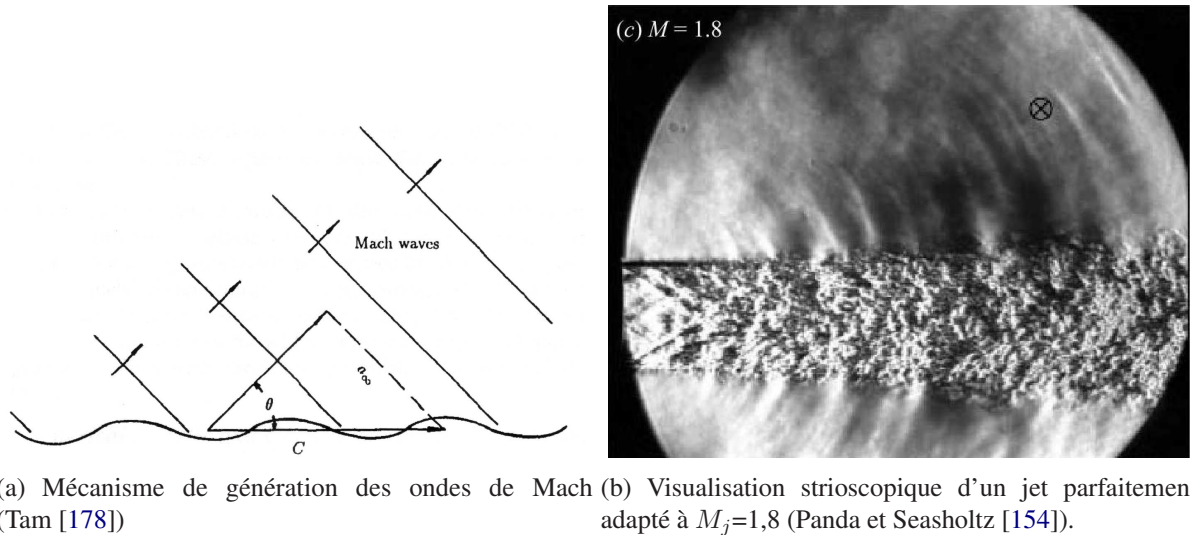 (c) M = 1.8
Mach waves
a∞
θ
C
(a) Mécanisme de génération des ondes de Mach
(Tam [178])
(b) Visualisation strioscopique d'un jet parfaitemen
adapté à Mj=1,8 (Panda et Seasholtz [154]).